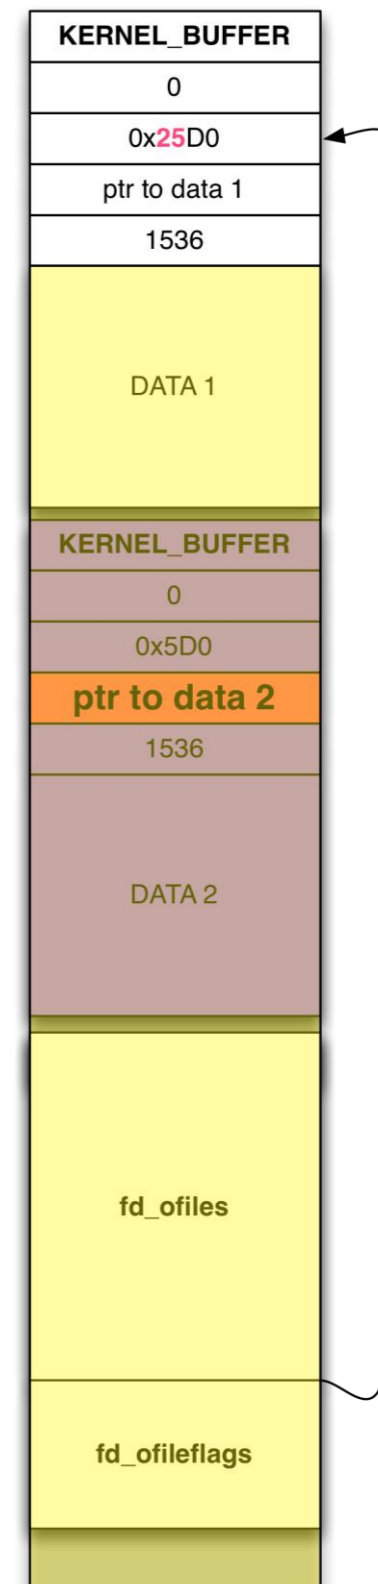 KERNEL_BUFFER
0
0x25D0
ptr to data 1
1536
DATA 1
KERNEL_BUFFER
0
0x5D0
ptr to data 2
1536
DATA 2
fd_ofiles
fd_ofileflags